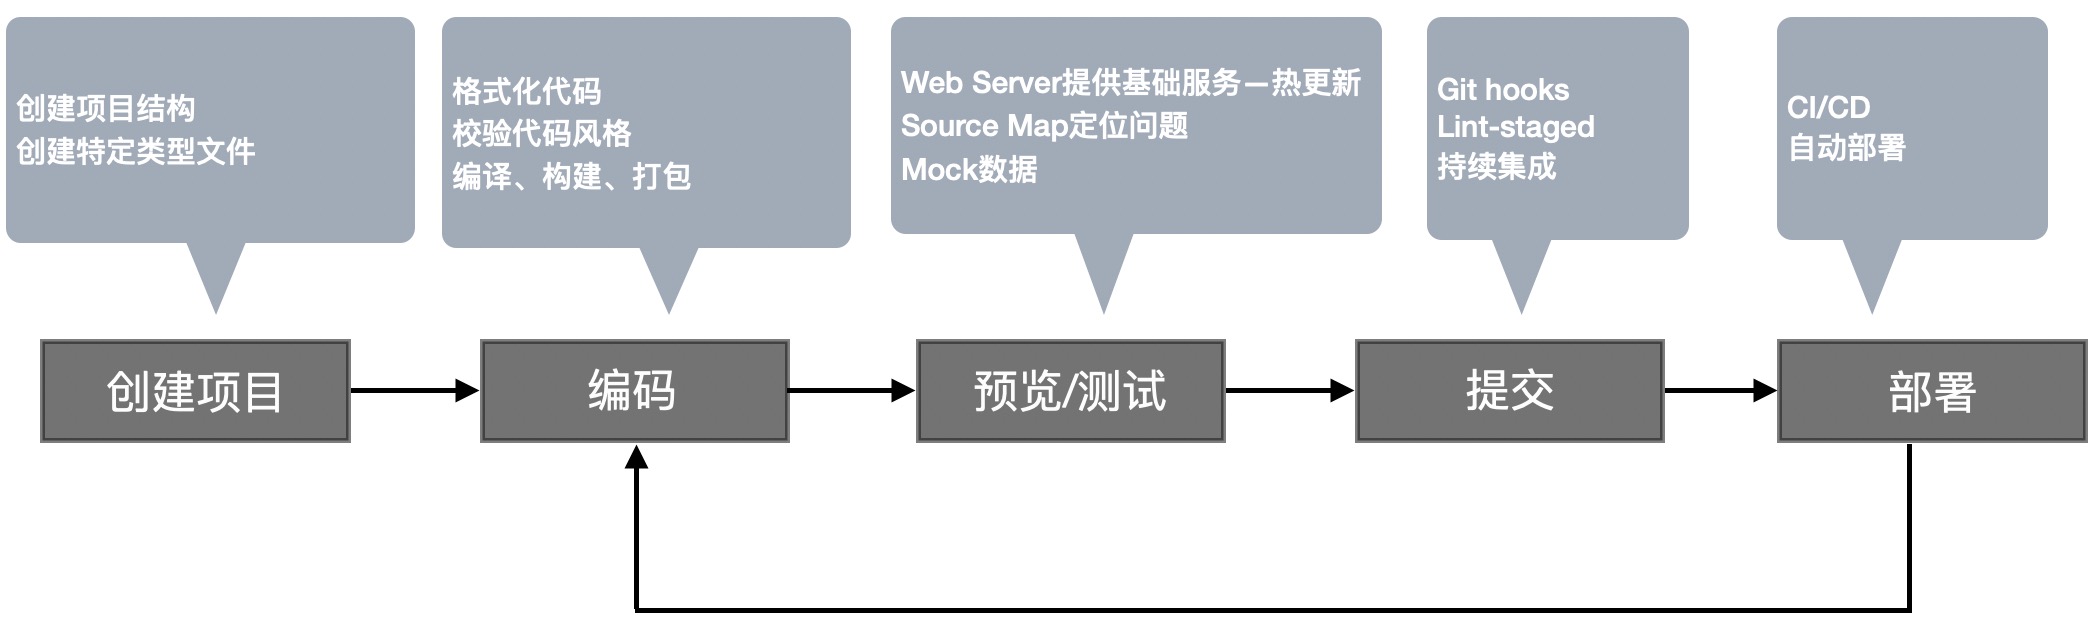 创建项目结构
创建特定类型文件
格式化代码
校验代码风格
编译、构建、打包
Web Server提供基础服务—热更新
Source Map定位问题
Mock数据
Git hooks
Lint-staged
持续集成
CI/CD
自动部署
创建项目
编码
预览/测试
提交
部署